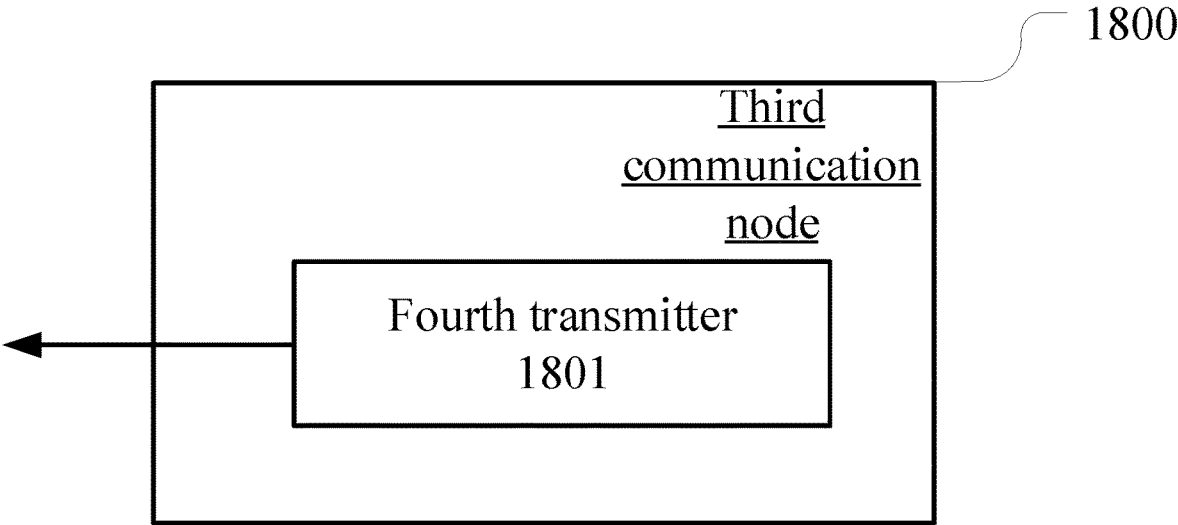 1800
Third
communication
node
Fourth transmitter
1801